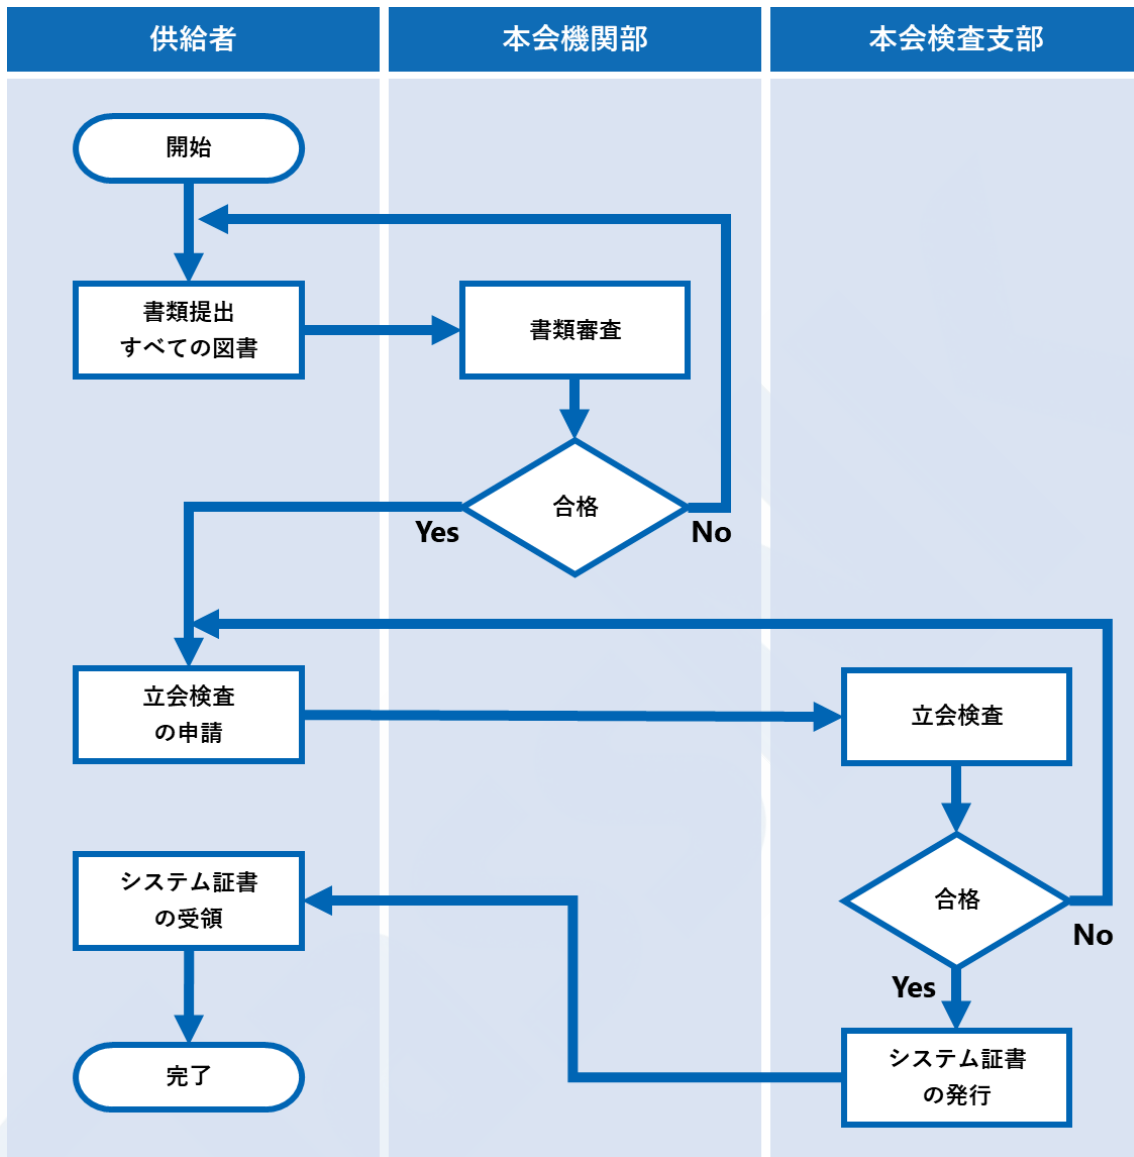 供給者
本会機関部
本会検査支部
開始
書類提出
すべての図書
書類審査
合格
Yes
No
立会検査
の申請
立会検査
合格
No
Yes
システム証書
の受領
システム証書
の発行
完了